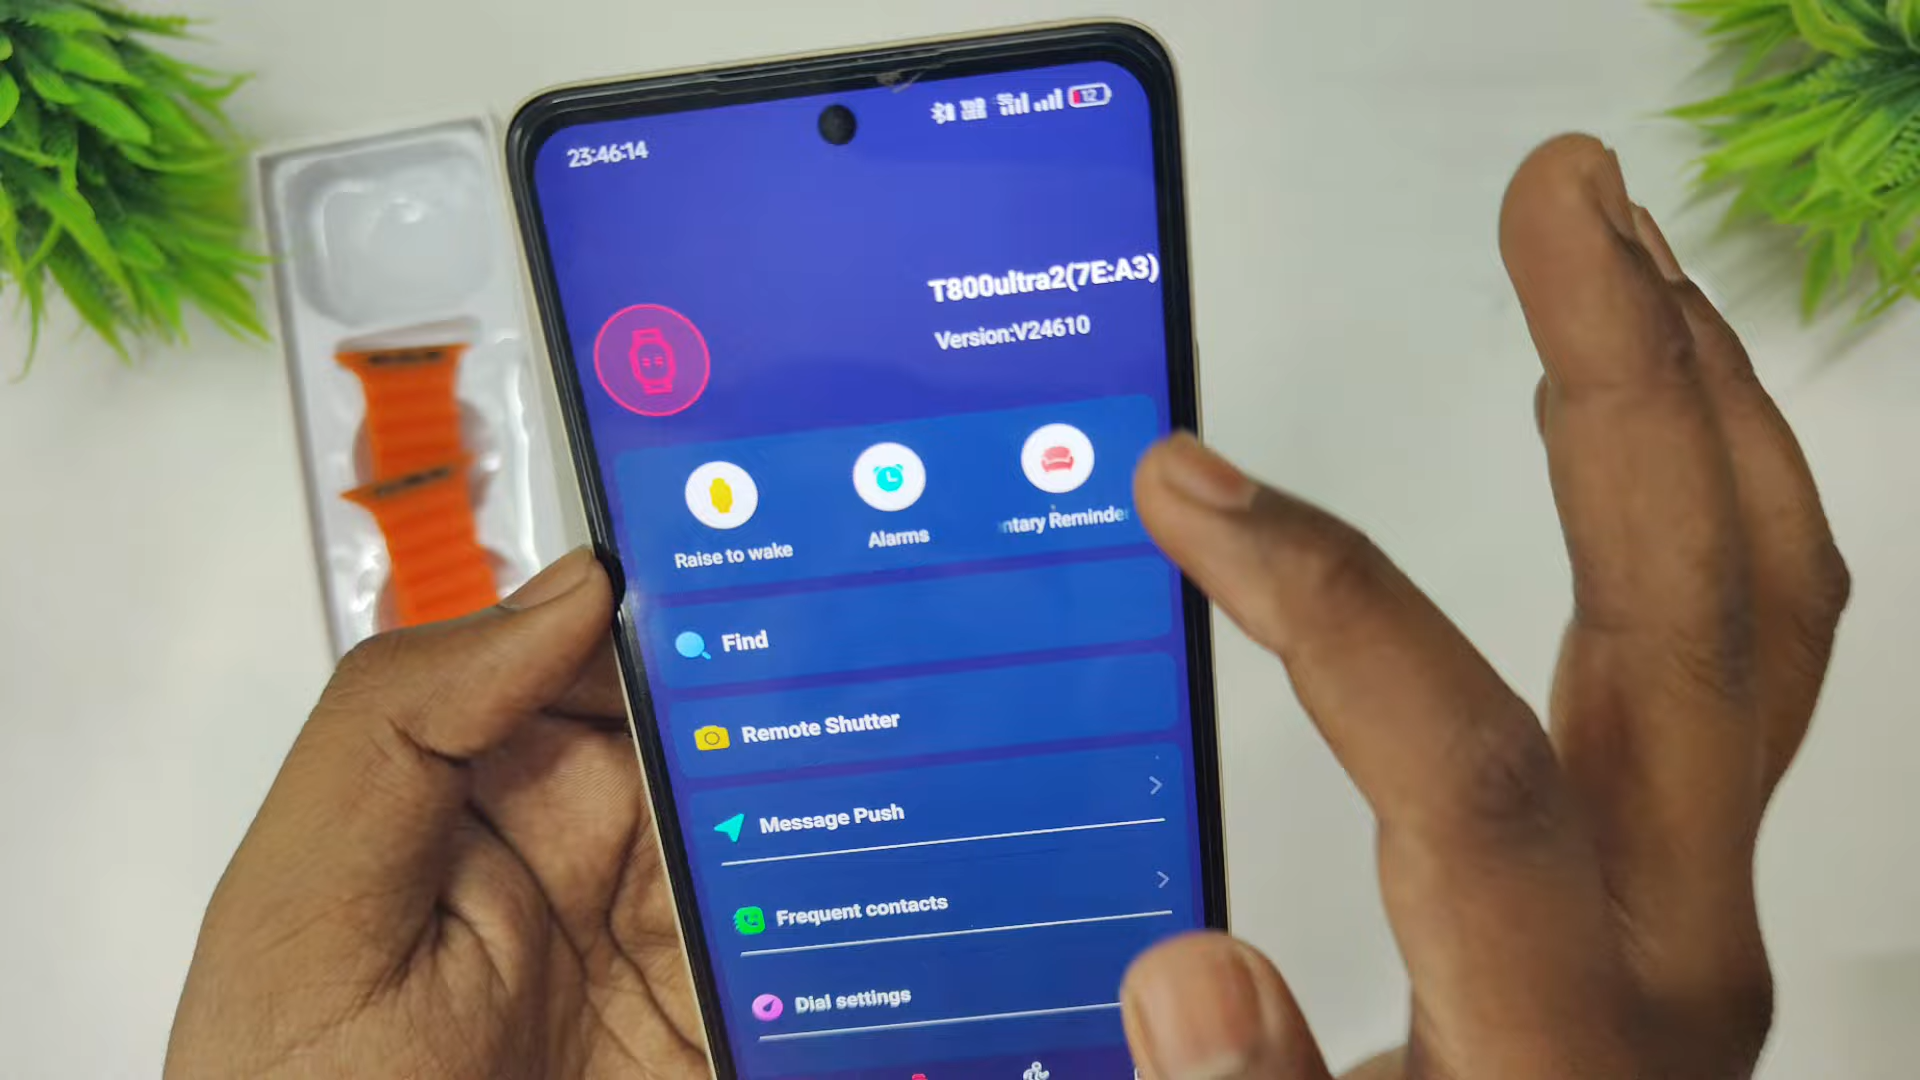 23:46:14
12
T800ultra2(7E:A3)
Version:V24610
Raise to wake
Alarms
ntary Reminde
Find
Remote Shutter
Message Push
Frequent contacts
Dial settings